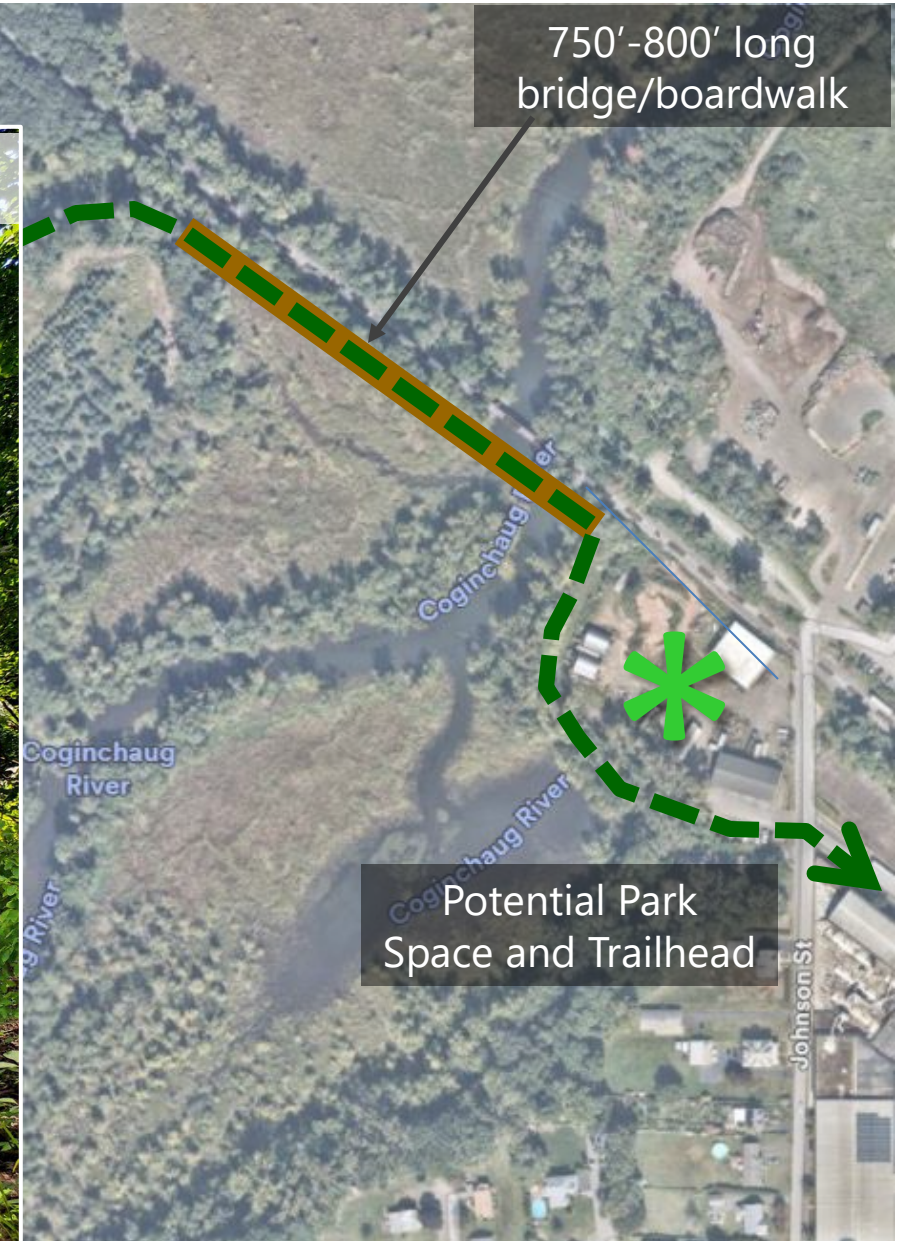 750'-800' long
bridge/boardwalk
Coginchaug River
Coginchaug
River
Coginchaug River
g River
Potential Park
Space and Trailhead
Johnson St